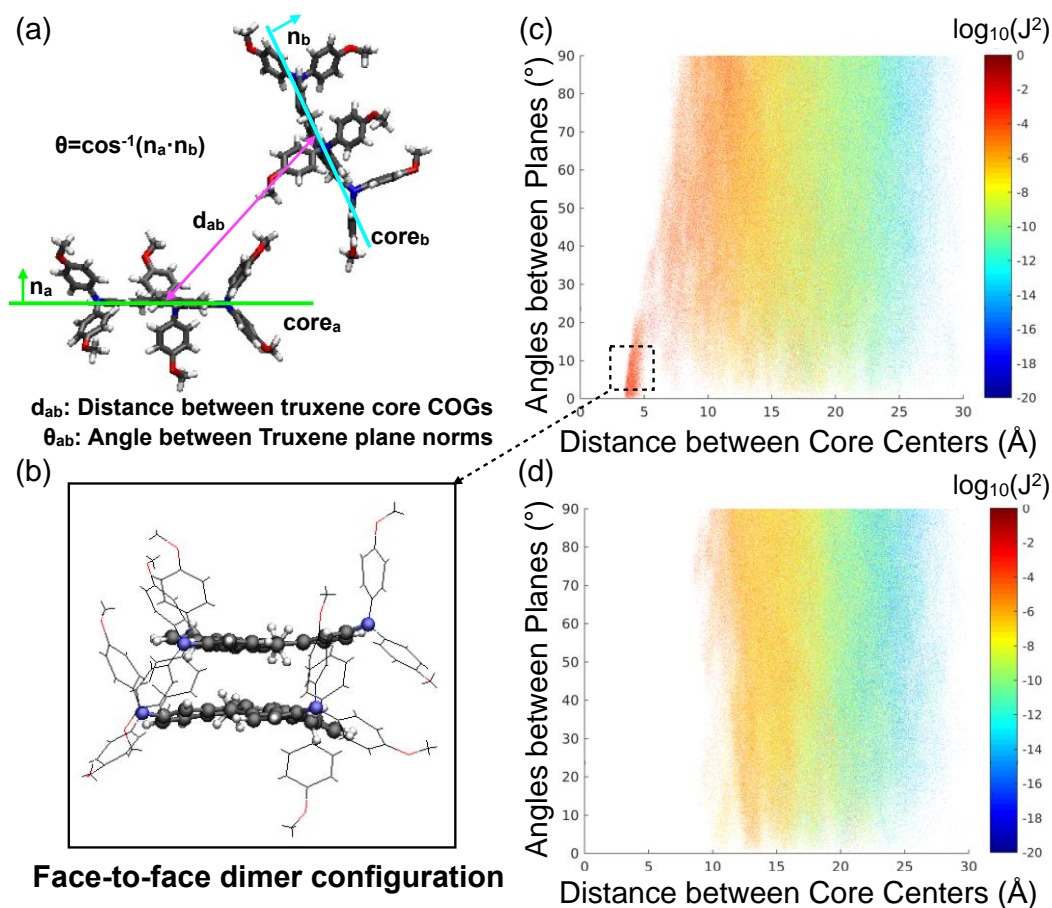 (a)
n_b
θ=cos⁻¹(n_a·n_b)
d_ab
core_b
n_a
core_a
d_ab: Distance between truxene core COGs
θ_ab: Angle between Truxene plane norms
(b)
Face-to-face dimer configuration
(c)
log₁₀(J²)
Angles between Planes (°)
90
80
70
60
50
40
30
20
10
0
0 5 10 15 20 25 30
Distance between Core Centers (Å)
0
-2
-4
-6
-8
-10
-12
-14
-16
-18
-20
(d)
log₁₀(J²)
Angles between Planes (°)
90
80
70
60
50
40
30
20
10
0
0 5 10 15 20 25 30
Distance between Core Centers (Å)
0
-2
-4
-6
-8
-10
-12
-14
-16
-18
-20